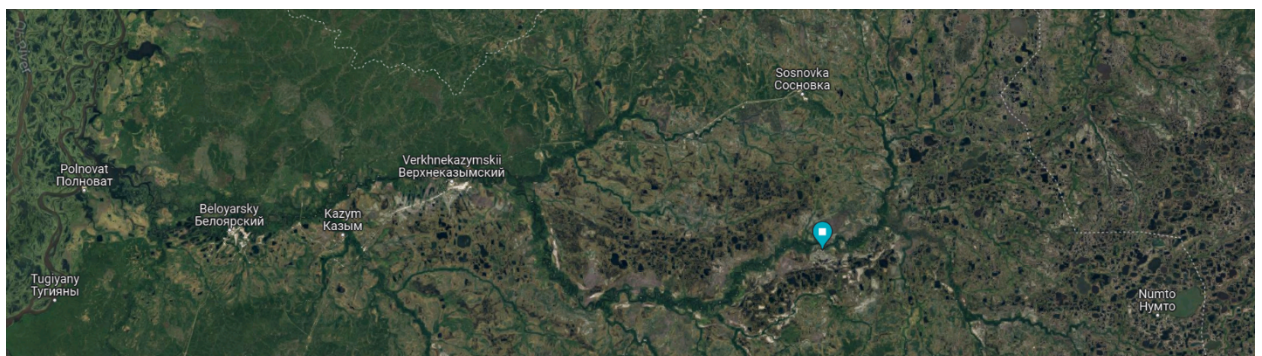 Sosnovka
Сосновка
Verkhnekazymskii
Верхнеказымский
Polnovat
Полноват
Beloyarsky
Белоярский
Kazym
Казым
Tugiyany
Тугияны
Numto
Нумто